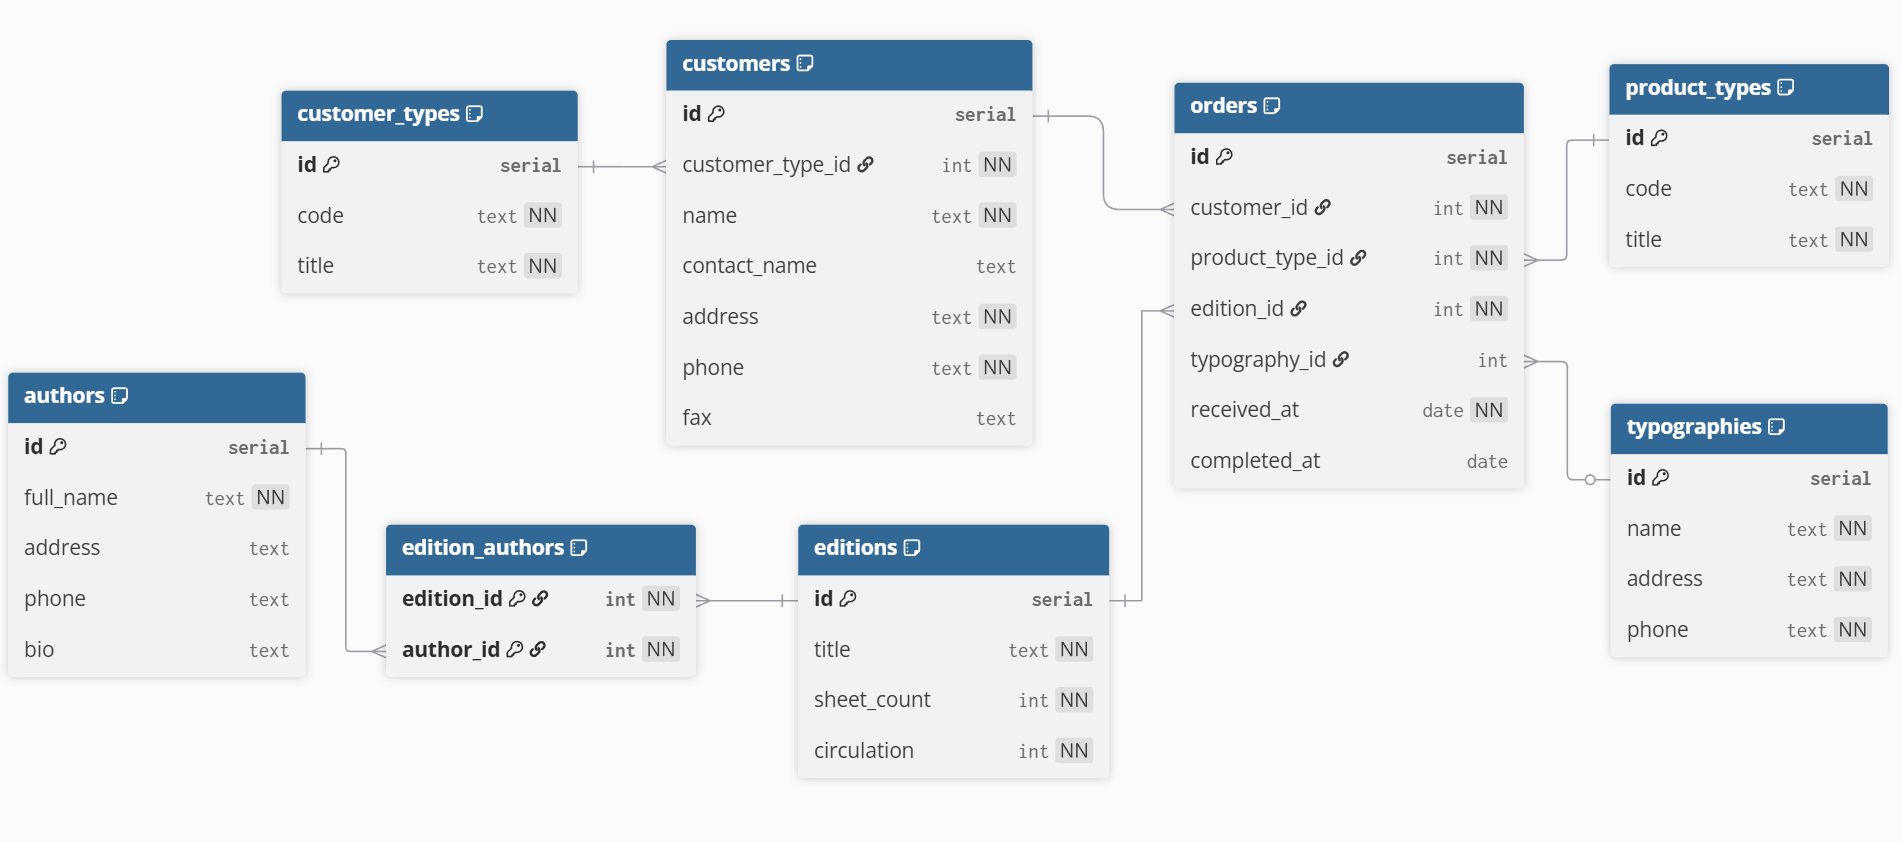 customer_types
id serial
code text NN
title text NN
customers
id serial
customer_type_id int NN
name text NN
contact_name text
address text NN
phone text NN
fax text
orders
id serial
customer_id int NN
product_type_id int NN
edition_id int NN
typography_id int
received_at date NN
completed_at date
product_types
id serial
code text NN
title text NN
authors
id serial
full_name text NN
address text
phone text
bio text
edition_authors
edition_id int NN
author_id int NN
editions
id serial
title text NN
sheet_count int NN
circulation int NN
typographies
id serial
name text NN
address text NN
phone text NN